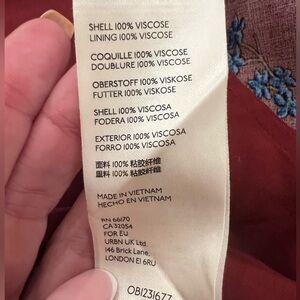 SHELL 100% VISCOSE
LINING 100% VISCOSE
COQUILLE 100% VISCOSE
DOUBLURE 100% VISCOSE
OBERSTOFF 100% VISKOSE
FUTTER 100% VISKOSE
SHELL 100% VISCOSA
FODERA 100% VISCOSA
EXTERIOR 100% VISCOSA
FORRO 100% VISCOSA
面料 100% 粘胶纤维
里料 100% 粘胶纤维
MADE IN VIETNAM
HECHO EN VIETNAM
RN 66170
CA 32054
FOR EU
URBN UK Ltd.
146 Brick Lane,
LONDON E1 6RU
OB1231677